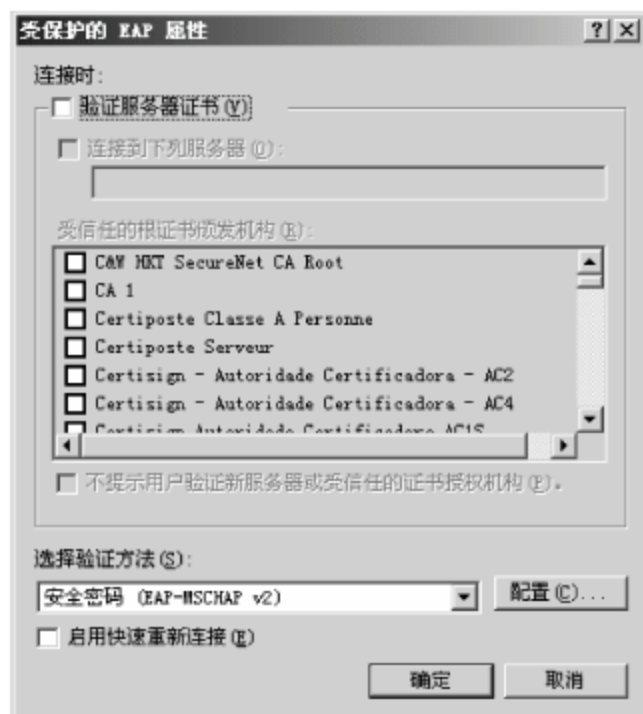 受保护的 EAP 属性
连接时:
验证服务器证书(V)
连接到下列服务器(O):
受信任的根证书颁发机构(R):
C&W HKT SecureNet CA Root
CA 1
Certiposte Classe A Personne
Certiposte Serveur
Certisign - Autoridade Certificadora - AC2
Certisign - Autoridade Certificadora - AC4
Certisign Autoridade Certificadora AC1S
不提示用户验证新服务器或受信任的证书授权机构(P)。
选择验证方法(S):
安全密码 (EAP-MSCHAP v2)
配置(C)...
启用快速重新连接(E)
确定 取消